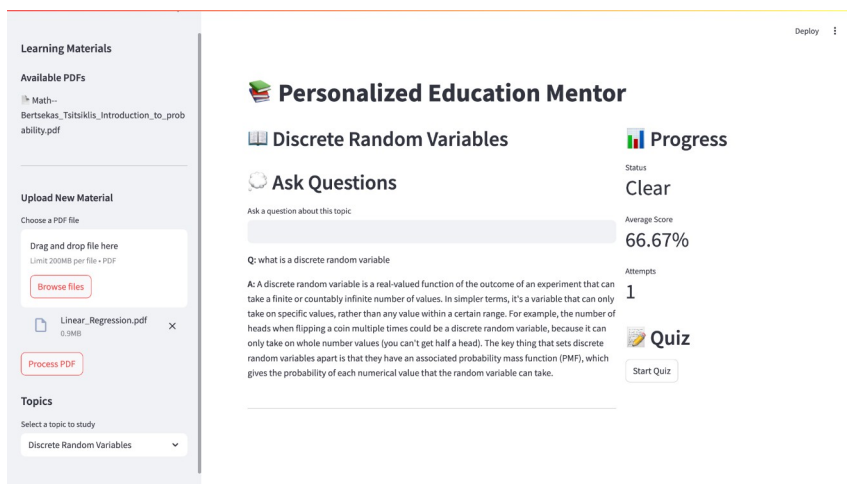 Deploy
Learning Materials
Available PDFs
Math--
Bertsekas_Tsitsiklis_Introduction_to_prob
ability.pdf
Upload New Material
Choose a PDF file
Drag and drop file here
Limit 200MB per file • PDF
Browse files
Linear_Regression.pdf
0.9MB
Process PDF
Topics
Select a topic to study
Discrete Random Variables
Personalized Education Mentor
Discrete Random Variables
Ask Questions
Ask a question about this topic
Q: what is a discrete random variable
A: A discrete random variable is a real-valued function of the outcome of an experiment that can
take a finite or countably infinite number of values. In simpler terms, it's a variable that can only
take on specific values, rather than any value within a certain range. For example, the number of
heads when flipping a coin multiple times could be a discrete random variable, because it can
only take on whole number values (you can't get half a head). The key thing that sets discrete
random variables apart is that they have an associated probability mass function (PMF), which
gives the probability of each numerical value that the random variable can take.
Progress
Status
Clear
Average Score
66.67%
Attempts
1
Quiz
Start Quiz